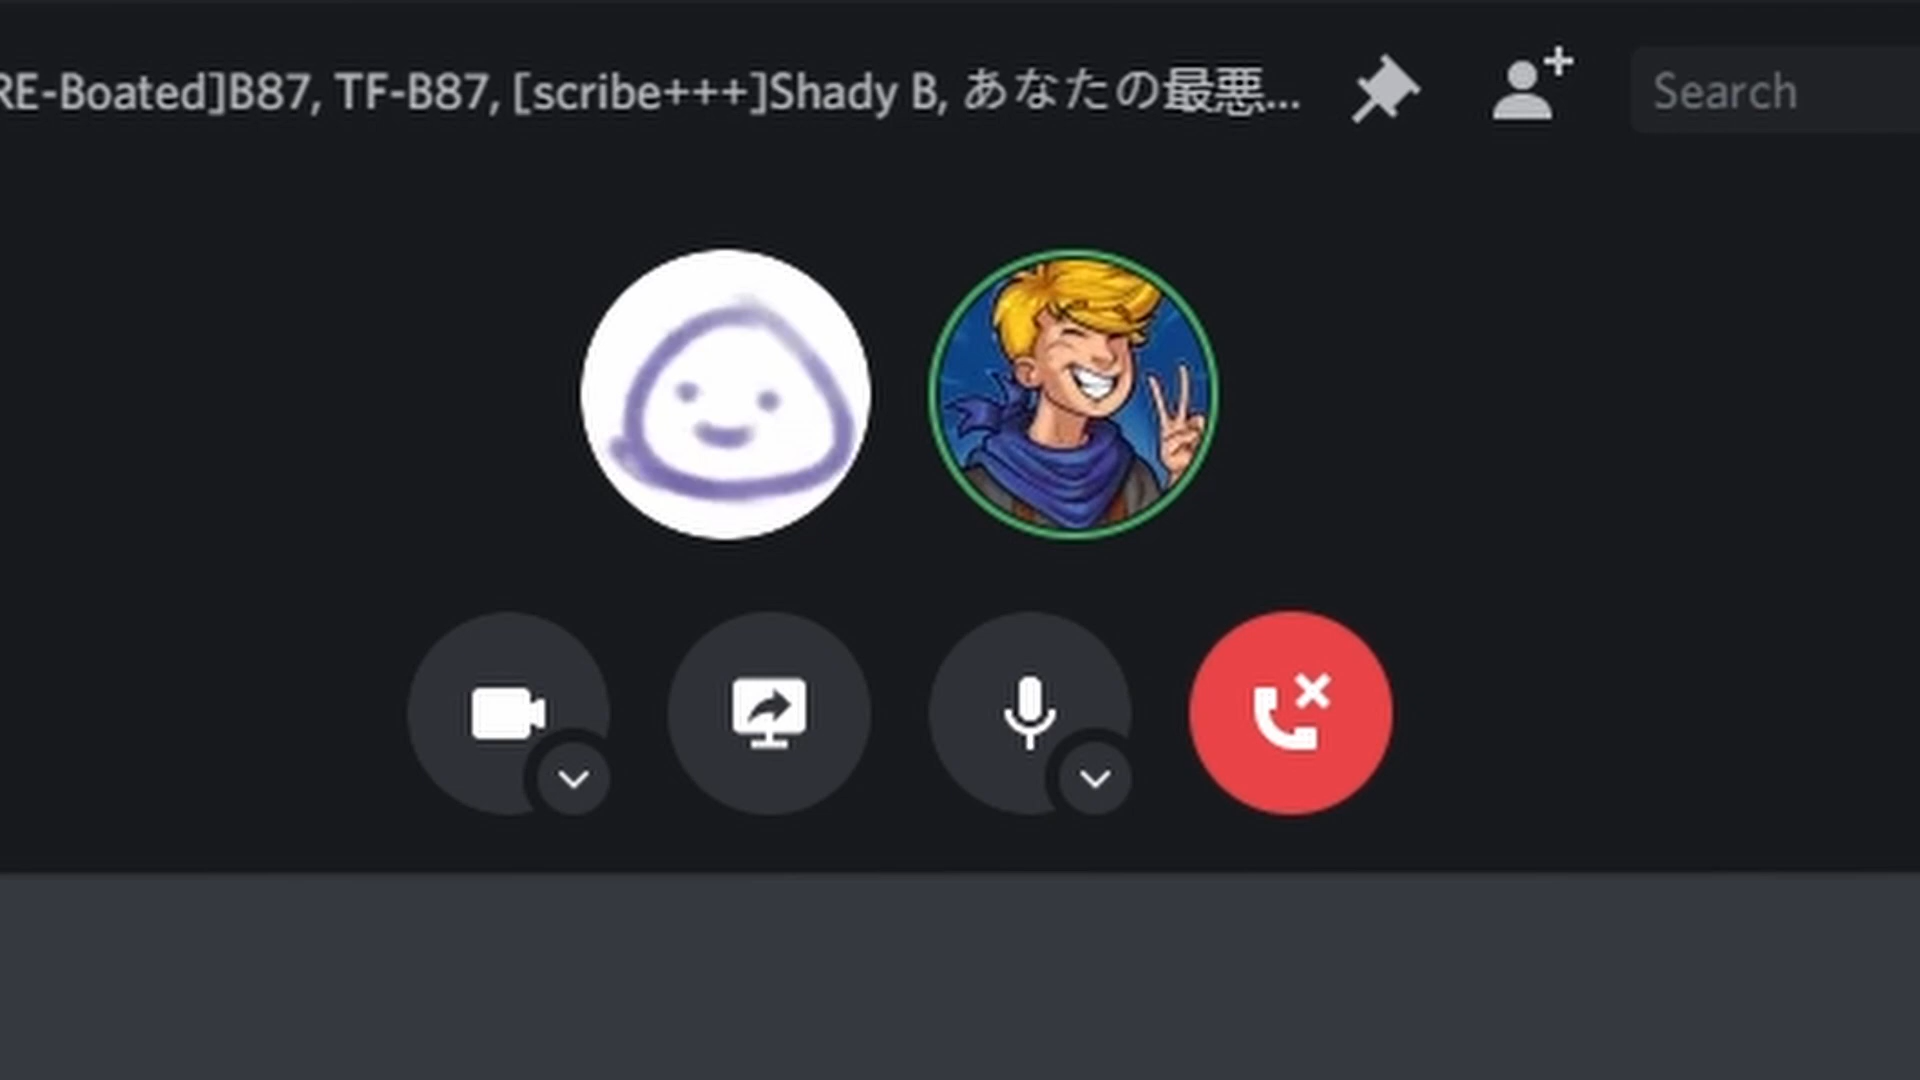 RE-Boated]B87, TF-B87, [scribe+++]Shady B, あなたの最悪...
Search